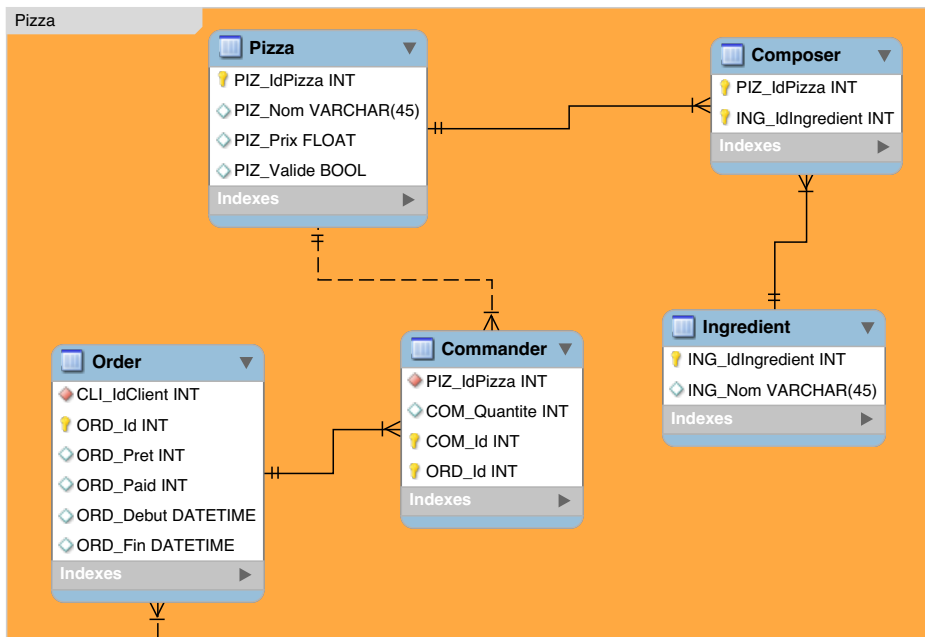 Pizza
Pizza
PIZ_IdPizza INT
PIZ_Nom VARCHAR(45)
PIZ_Prix FLOAT
PIZ_Valide BOOL
Indexes
Composer
PIZ_IdPizza INT
ING_IdIngredient INT
Indexes
Order
CLI_IdClient INT
ORD_Id INT
ORD_Pret INT
ORD_Paid INT
ORD_Debut DATETIME
ORD_Fin DATETIME
Indexes
Commander
PIZ_IdPizza INT
COM_Quantite INT
COM_Id INT
ORD_Id INT
Indexes
Ingredient
ING_IdIngredient INT
ING_Nom VARCHAR(45)
Indexes